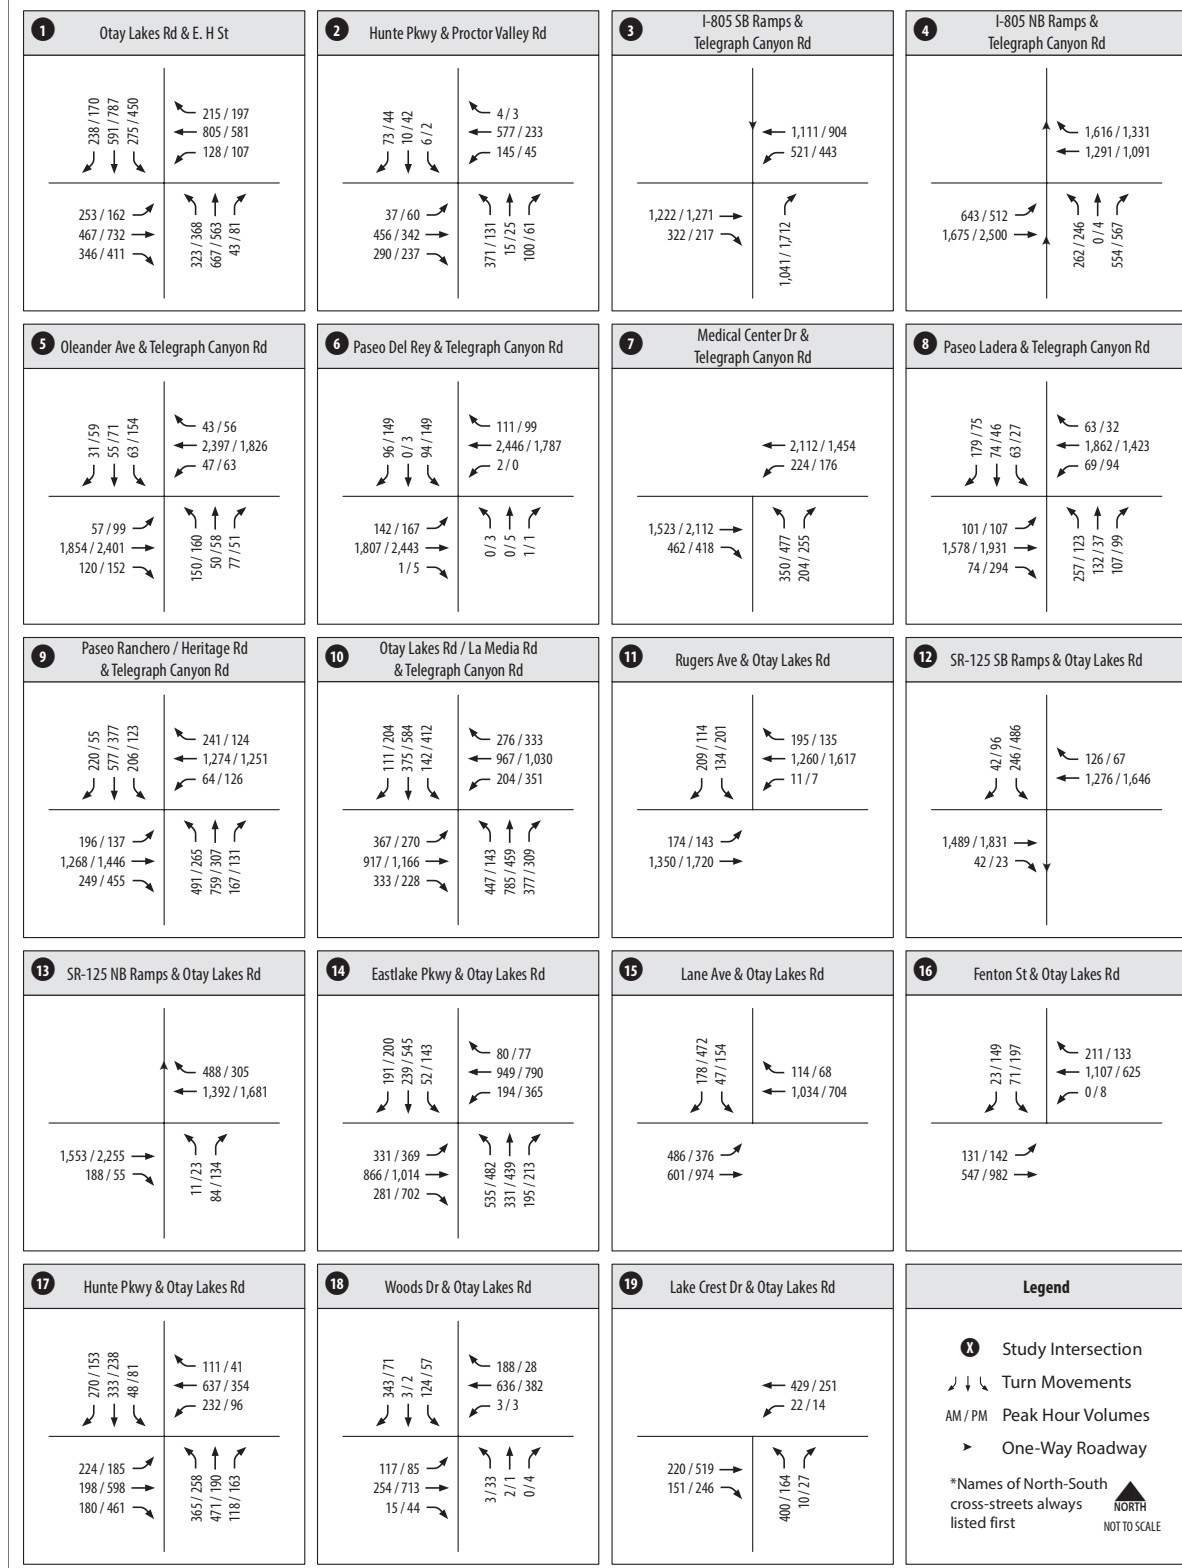 1
Otay Lakes Rd & E. H St
238 / 170
591 / 787
275 / 450
215 / 197
805 / 581
128 / 107
253 / 162
467 / 732
346 / 411
323 / 368
667 / 563
43 / 81
2
Hunte Pkwy & Proctor Valley Rd
73 / 44
10 / 42
6 / 2
4 / 3
577 / 233
145 / 45
37 / 60
456 / 342
290 / 237
371 / 131
15 / 25
100 / 61
3
I-805 SB Ramps &
Telegraph Canyon Rd
1,111 / 904
521 / 443
1,222 / 1,271
322 / 217
1,041 / 1,712
4
I-805 NB Ramps &
Telegraph Canyon Rd
1,616 / 1,331
1,291 / 1,091
643 / 512
1,675 / 2,500
262 / 246
0 / 4
554 / 567
5
Oleander Ave & Telegraph Canyon Rd
31 / 59
55 / 71
63 / 154
43 / 56
2,397 / 1,826
47 / 63
57 / 99
1,854 / 2,401
120 / 152
150 / 160
50 / 58
77 / 51
6
Paseo Del Rey & Telegraph Canyon Rd
96 / 149
0 / 3
94 / 149
111 / 99
2,446 / 1,787
2 / 0
142 / 167
1,807 / 2,443
1 / 5
0 / 3
0 / 5
1 / 1
7
Medical Center Dr &
Telegraph Canyon Rd
2,112 / 1,454
224 / 176
1,523 / 2,112
462 / 418
350 / 477
204 / 255
8
Paseo Ladera & Telegraph Canyon Rd
179 / 75
74 / 46
63 / 27
63 / 32
1,862 / 1,423
69 / 94
101 / 107
1,578 / 1,931
74 / 294
257 / 123
132 / 37
107 / 99
9
Paseo Ranchero / Heritage Rd
& Telegraph Canyon Rd
220 / 55
577 / 377
206 / 123
241 / 124
1,274 / 1,251
64 / 126
196 / 137
1,268 / 1,446
249 / 455
491 / 265
759 / 307
167 / 131
10
Otay Lakes Rd / La Media Rd
& Telegraph Canyon Rd
111 / 204
375 / 584
142 / 412
276 / 333
967 / 1,030
204 / 351
367 / 270
917 / 1,166
333 / 228
447 / 143
785 / 459
377 / 309
11
Rugers Ave & Otay Lakes Rd
209 / 114
134 / 201
195 / 135
1,260 / 1,617
11 / 7
174 / 143
1,350 / 1,720
12
SR-125 SB Ramps & Otay Lakes Rd
42 / 96
246 / 486
126 / 67
1,276 / 1,646
1,489 / 1,831
42 / 23
13
SR-125 NB Ramps & Otay Lakes Rd
488 / 305
1,392 / 1,681
1,553 / 2,255
188 / 55
11 / 23
84 / 134
14
Eastlake Pkwy & Otay Lakes Rd
191 / 200
239 / 545
52 / 143
80 / 77
949 / 790
194 / 365
331 / 369
866 / 1,014
281 / 702
535 / 482
331 / 439
195 / 213
15
Lane Ave & Otay Lakes Rd
178 / 472
47 / 154
114 / 68
1,034 / 704
486 / 376
601 / 974
16
Fenton St & Otay Lakes Rd
23 / 149
71 / 197
211 / 133
1,107 / 625
0 / 8
131 / 142
547 / 982
17
Hunte Pkwy & Otay Lakes Rd
270 / 153
333 / 238
48 / 81
111 / 41
637 / 354
232 / 96
224 / 185
198 / 598
180 / 461
365 / 258
471 / 190
118 / 163
18
Woods Dr & Otay Lakes Rd
343 / 71
3 / 2
124 / 57
188 / 28
636 / 382
3 / 3
117 / 85
254 / 713
15 / 44
3 / 33
2 / 1
0 / 4
19
Lake Crest Dr & Otay Lakes Rd
429 / 251
22 / 14
220 / 519
151 / 246
400 / 164
10 / 27
Legend
X Study Intersection
Turn Movements
AM / PM Peak Hour Volumes
One-Way Roadway
*Names of North-South
cross-streets always
listed first
NORTH
NOT TO SCALE